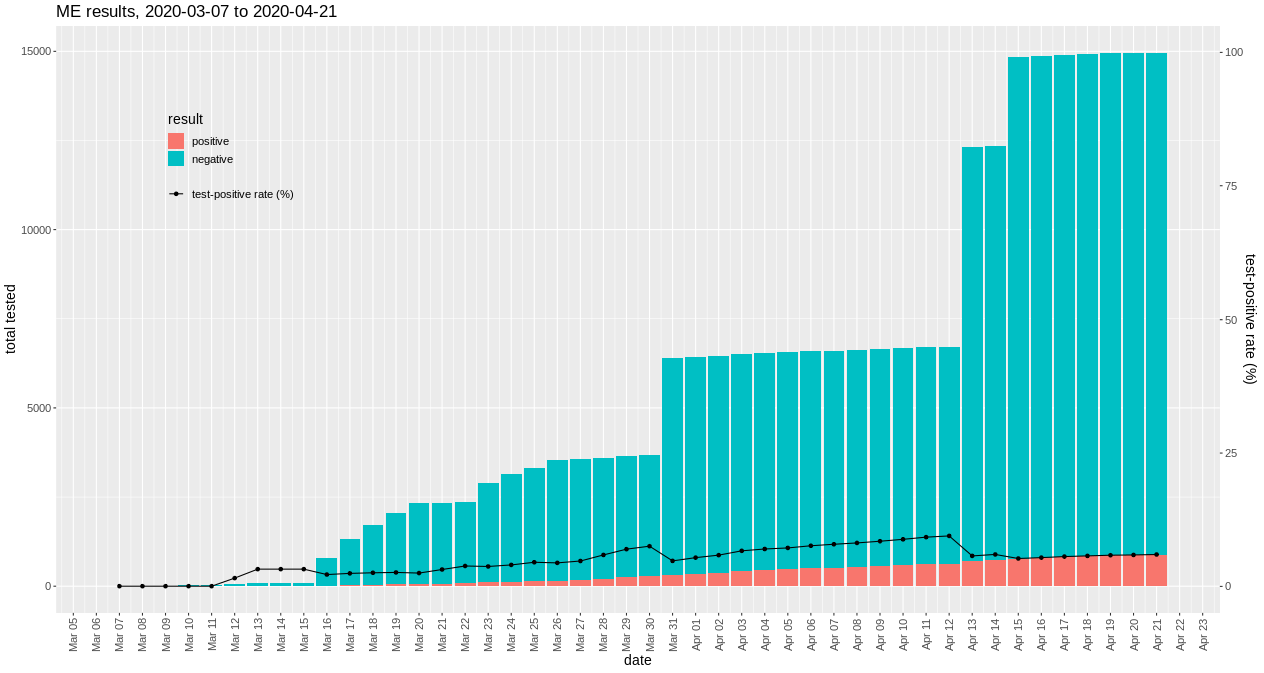 ME results, 2020-03-07 to 2020-04-21
total tested
15000
10000
5000
0
result
positive
negative
test-positive rate (%)
100
75
50
25
0
test-positive rate (%)
Mar 05
Mar 06
Mar 07
Mar 08
Mar 09
Mar 10
Mar 11
Mar 12
Mar 13
Mar 14
Mar 15
Mar 16
Mar 17
Mar 18
Mar 19
Mar 20
Mar 21
Mar 22
Mar 23
Mar 24
Mar 25
Mar 26
Mar 27
Mar 28
Mar 29
Mar 30
Mar 31
Apr 01
Apr 02
Apr 03
Apr 04
Apr 05
Apr 06
Apr 07
Apr 08
Apr 09
Apr 10
Apr 11
Apr 12
Apr 13
Apr 14
Apr 15
Apr 16
Apr 17
Apr 18
Apr 19
Apr 20
Apr 21
Apr 22
Apr 23
date